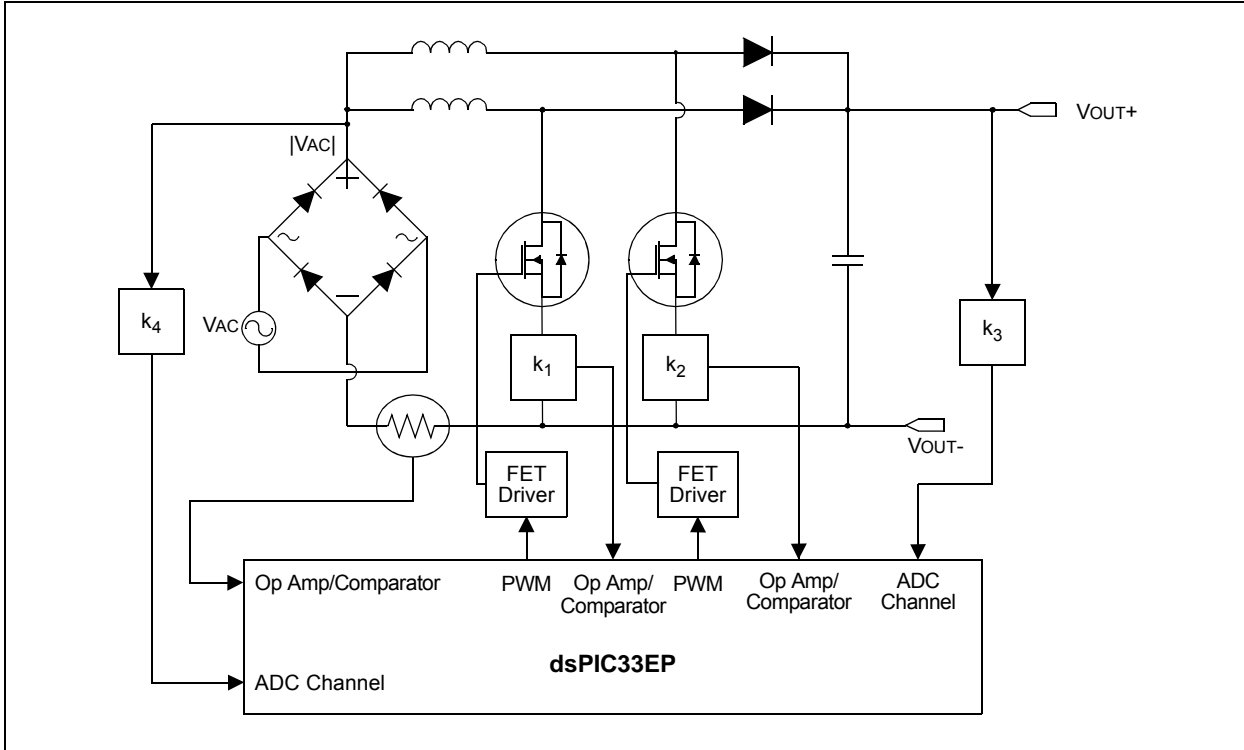 |VAC|
VOUT+
k4
VAC
k1
k2
k3
VOUT-
FET
Driver
FET
Driver
Op Amp/Comparator
PWM
Op Amp/
Comparator
PWM
Op Amp/
Comparator
ADC
Channel
dsPIC33EP
ADC Channel